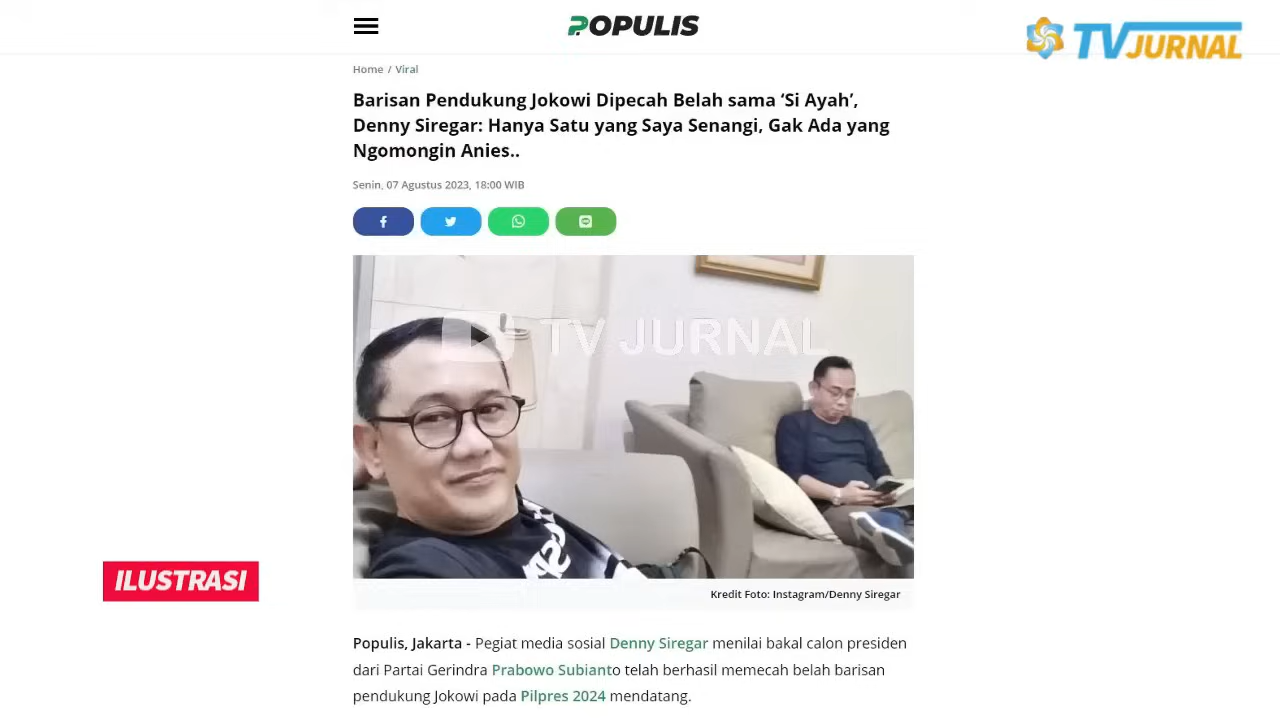 POPULIS
TV JURNAL
Home / Viral
Barisan Pendukung Jokowi Dipecah Belah sama ‘Si Ayah’,
Denny Siregar: Hanya Satu yang Saya Senangi, Gak Ada yang
Ngomongin Anies..
Senin, 07 Agustus 2023, 18:00 WIB
TV JURNAL
ILUSTRASI
Kredit Foto: Instagram/Denny Siregar
Populis, Jakarta - Pegiat media sosial Denny Siregar menilai bakal calon presiden
dari Partai Gerindra Prabowo Subianto telah berhasil memecah belah barisan
pendukung Jokowi pada Pilpres 2024 mendatang.